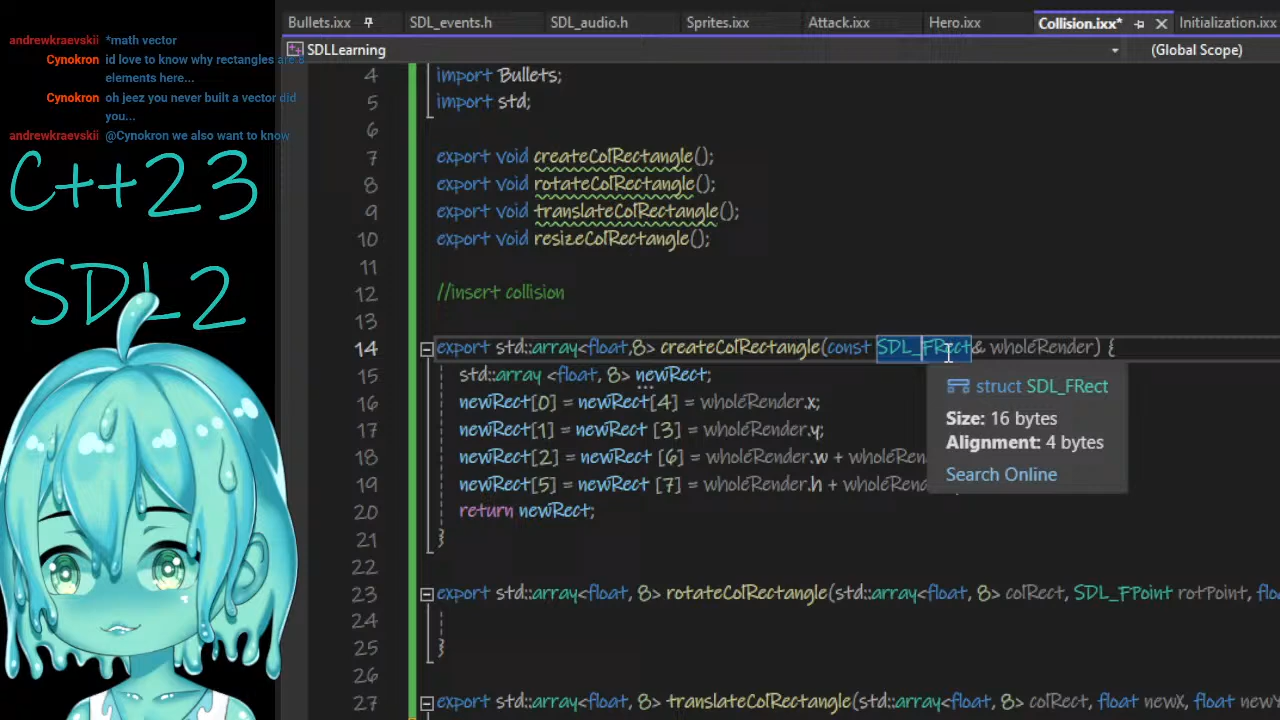 Bullets.ixx SDL_events.h SDL_audio.h Sprites.ixx Attack.ixx Hero.ixx Collision.ixx* Initialization.ixx
SDLLearning (Global Scope)
andrewkraevskii *math vector
Cynokron id love to know why rectangles are 8
elements here...
Cynokron oh jeez you never built a vector did
you...
andrewkraevskii @Cynokron we also want to know
C++23
SDL2
4 import Bullets;
5 import std;
6
7 export void createColRectangle();
8 export void rotateColRectangle();
9 export void translateColRectangle();
10 export void resizeColRectangle();
11
12 //insert collision
13
14 export std::array<float,8> createColRectangle(const SDL_FRect& wholeRender) {
15 std::array <float, 8> newRect;
16 newRect[0] = newRect[4] = wholeRender.x;
17 newRect[1] = newRect [3] = wholeRender.y;
18 newRect[2] = newRect [6] = wholeRender.w +
19 newRect[5] = newRect [7] = wholeRender.h +
20 return newRect;
21 }
22
23 export std::array<float, 8> rotateColRectangle(std::array<float, 8> colRect, SDL_FPoint rotPoint,
24
25 }
26
27 export std::array<float, 8> translateColRectangle(std::array<float, 8> colRect, float newX, float
struct SDL_FRect
Size: 16 bytes
Alignment: 4 bytes
Search Online